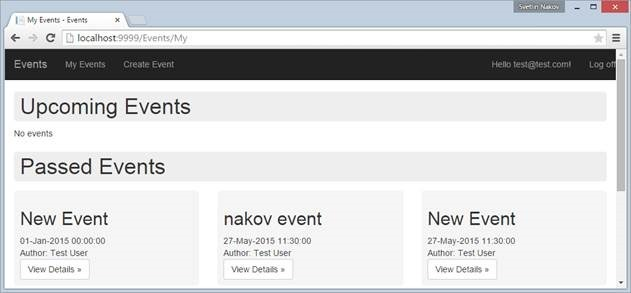 Svetlin Nakov
My Events - Events
localhost:9999/Events/My
Events My Events Create Event Hello test@test.com! Log off
Upcoming Events
No events
Passed Events
New Event
01-Jan-2015 00:00:00
Author: Test User
View Details »
nakov event
27-May-2015 11:30:00
Author: Test User
View Details »
New Event
27-May-2015 11:30:00
Author: Test User
View Details »